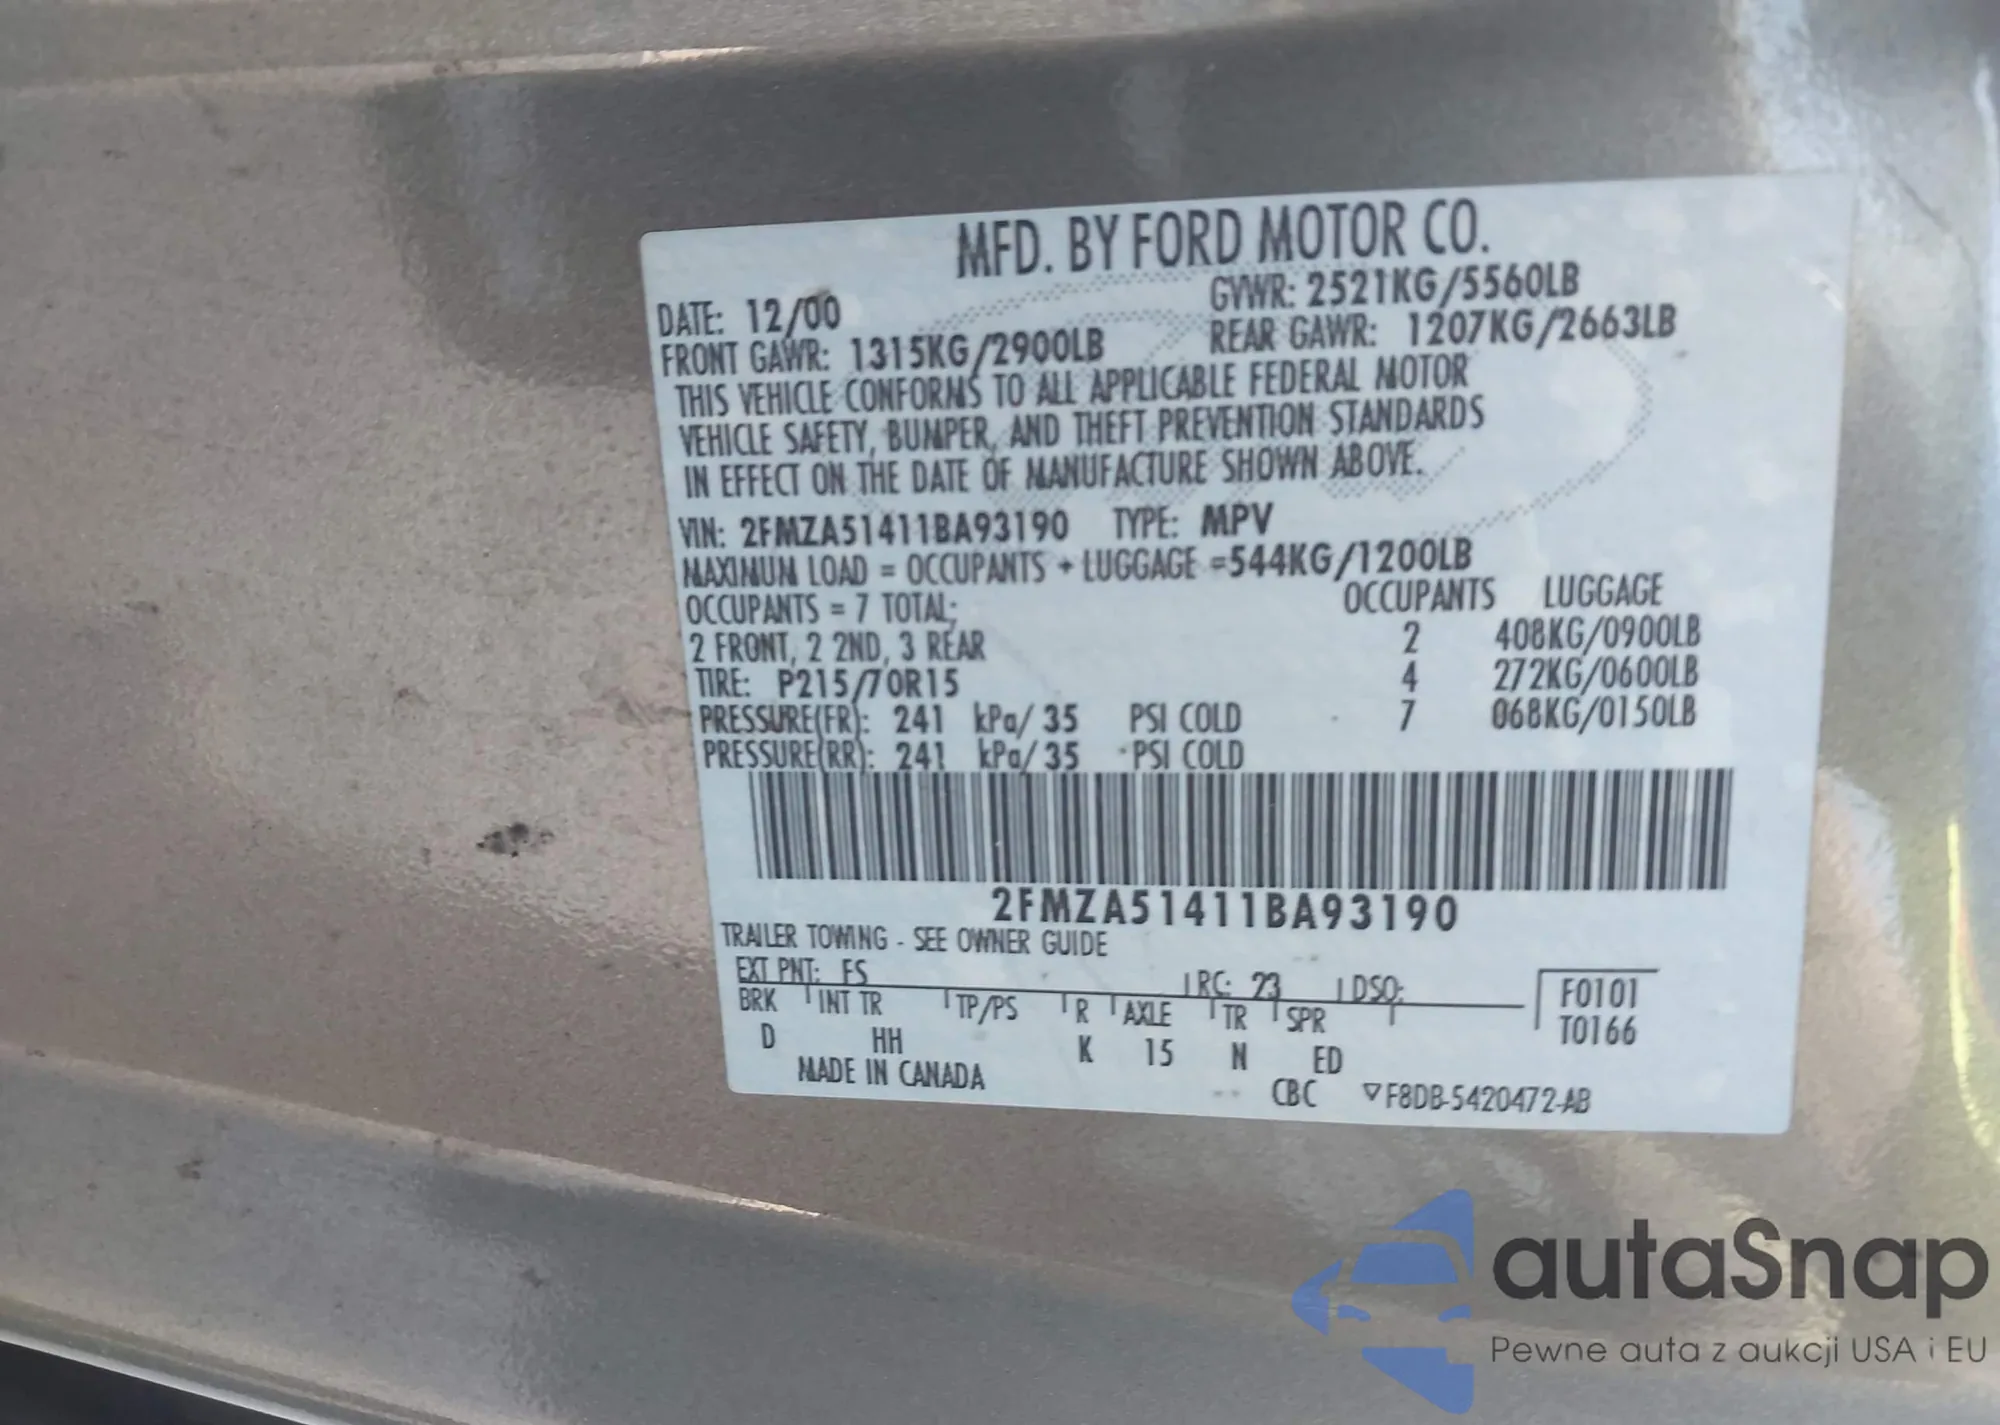 MFD. BY FORD MOTOR CO.
DATE: 12/00 GVWR: 2521KG/5560LB
FRONT GAWR: 1315KG/2900LB REAR GAWR: 1207KG/2663LB
THIS VEHICLE CONFORMS TO ALL APPLICABLE FEDERAL MOTOR
VEHICLE SAFETY, BUMPER, AND THEFT PREVENTION STANDARDS
IN EFFECT ON THE DATE OF MANUFACTURE SHOWN ABOVE.
VIN: 2FMZA51411BA93190 TYPE: MPV
MAXIMUN LOAD = OCCUPANTS + LUGGAGE =544KG/1200LB
OCCUPANTS = 7 TOTAL; OCCUPANTS LUGGAGE
2 FRONT, 2 2ND, 3 REAR 2 408KG/0900LB
TIRE: P215/70R15 4 272KG/0600LB
PRESSURE(FR): 241 kPa/ 35 PSI COLD 7 068KG/0150LB
PRESSURE(RR): 241 kPa/ 35 PSI COLD
2FMZA51411BA93190
TRAILER TOWING - SEE OWNER GUIDE
EXT PNT: FS RC: 23 DSO: F0101
BRK INT TR TP/PS R AXLE TR SPR T0166
D HH K 15 N ED
MADE IN CANADA CBC ▽F8DB-5420472-AB
autaSnap
Pewne auta z aukcji USA i EU